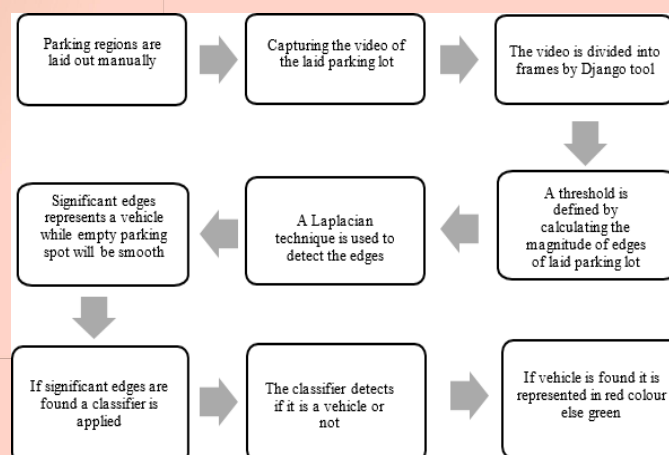 Parking regions are
laid out manually
Capturing the video of
the laid parking lot
The video is divided into
frames by Django tool
A threshold is
defined by
calculating the
magnitude of edges
of laid parking lot
A Laplacian
technique is used to
detect the edges
Significant edges
represents a vehicle
while empty parking
spot will be smooth
If significant edges are
found a classifier is
applied
The classifier detects
if it is a vehicle or
not
If vehicle is found it is
represented in red colour
else green